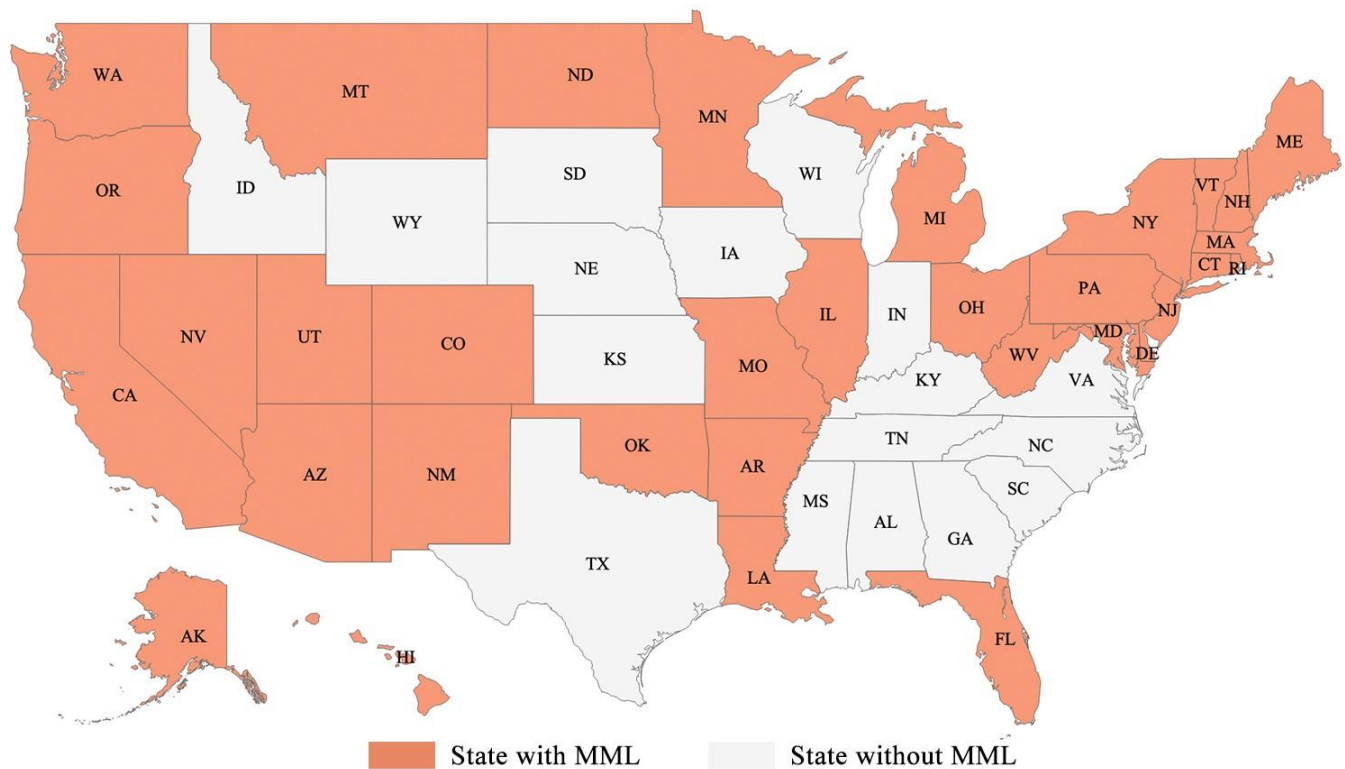 WA
MT
ND
MN
ME
OR
ID
SD
WI
VT
NH
WY
MI
NY
MA
IA
CT
RI
NE
PA
NV
UT
CO
IL
IN
OH
NJ
MD
WV
DE
KS
MO
CA
KY
VA
OK
TN
NC
AZ
NM
AR
SC
MS
AL
GA
TX
LA
AK
HI
FL
State with MML
State without MML